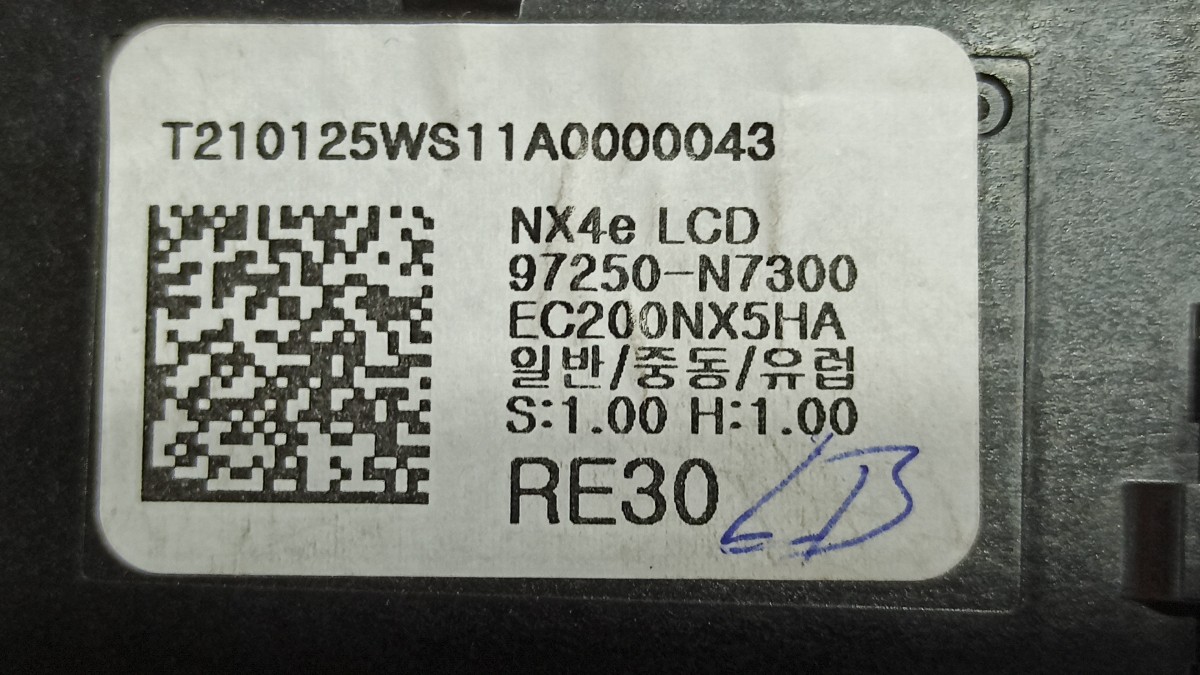 T210125WS11A0000043
NX4e LCD
97250-N7300
EC200NX5HA
일반/중동/유럽
S:1.00 H:1.00
RE30